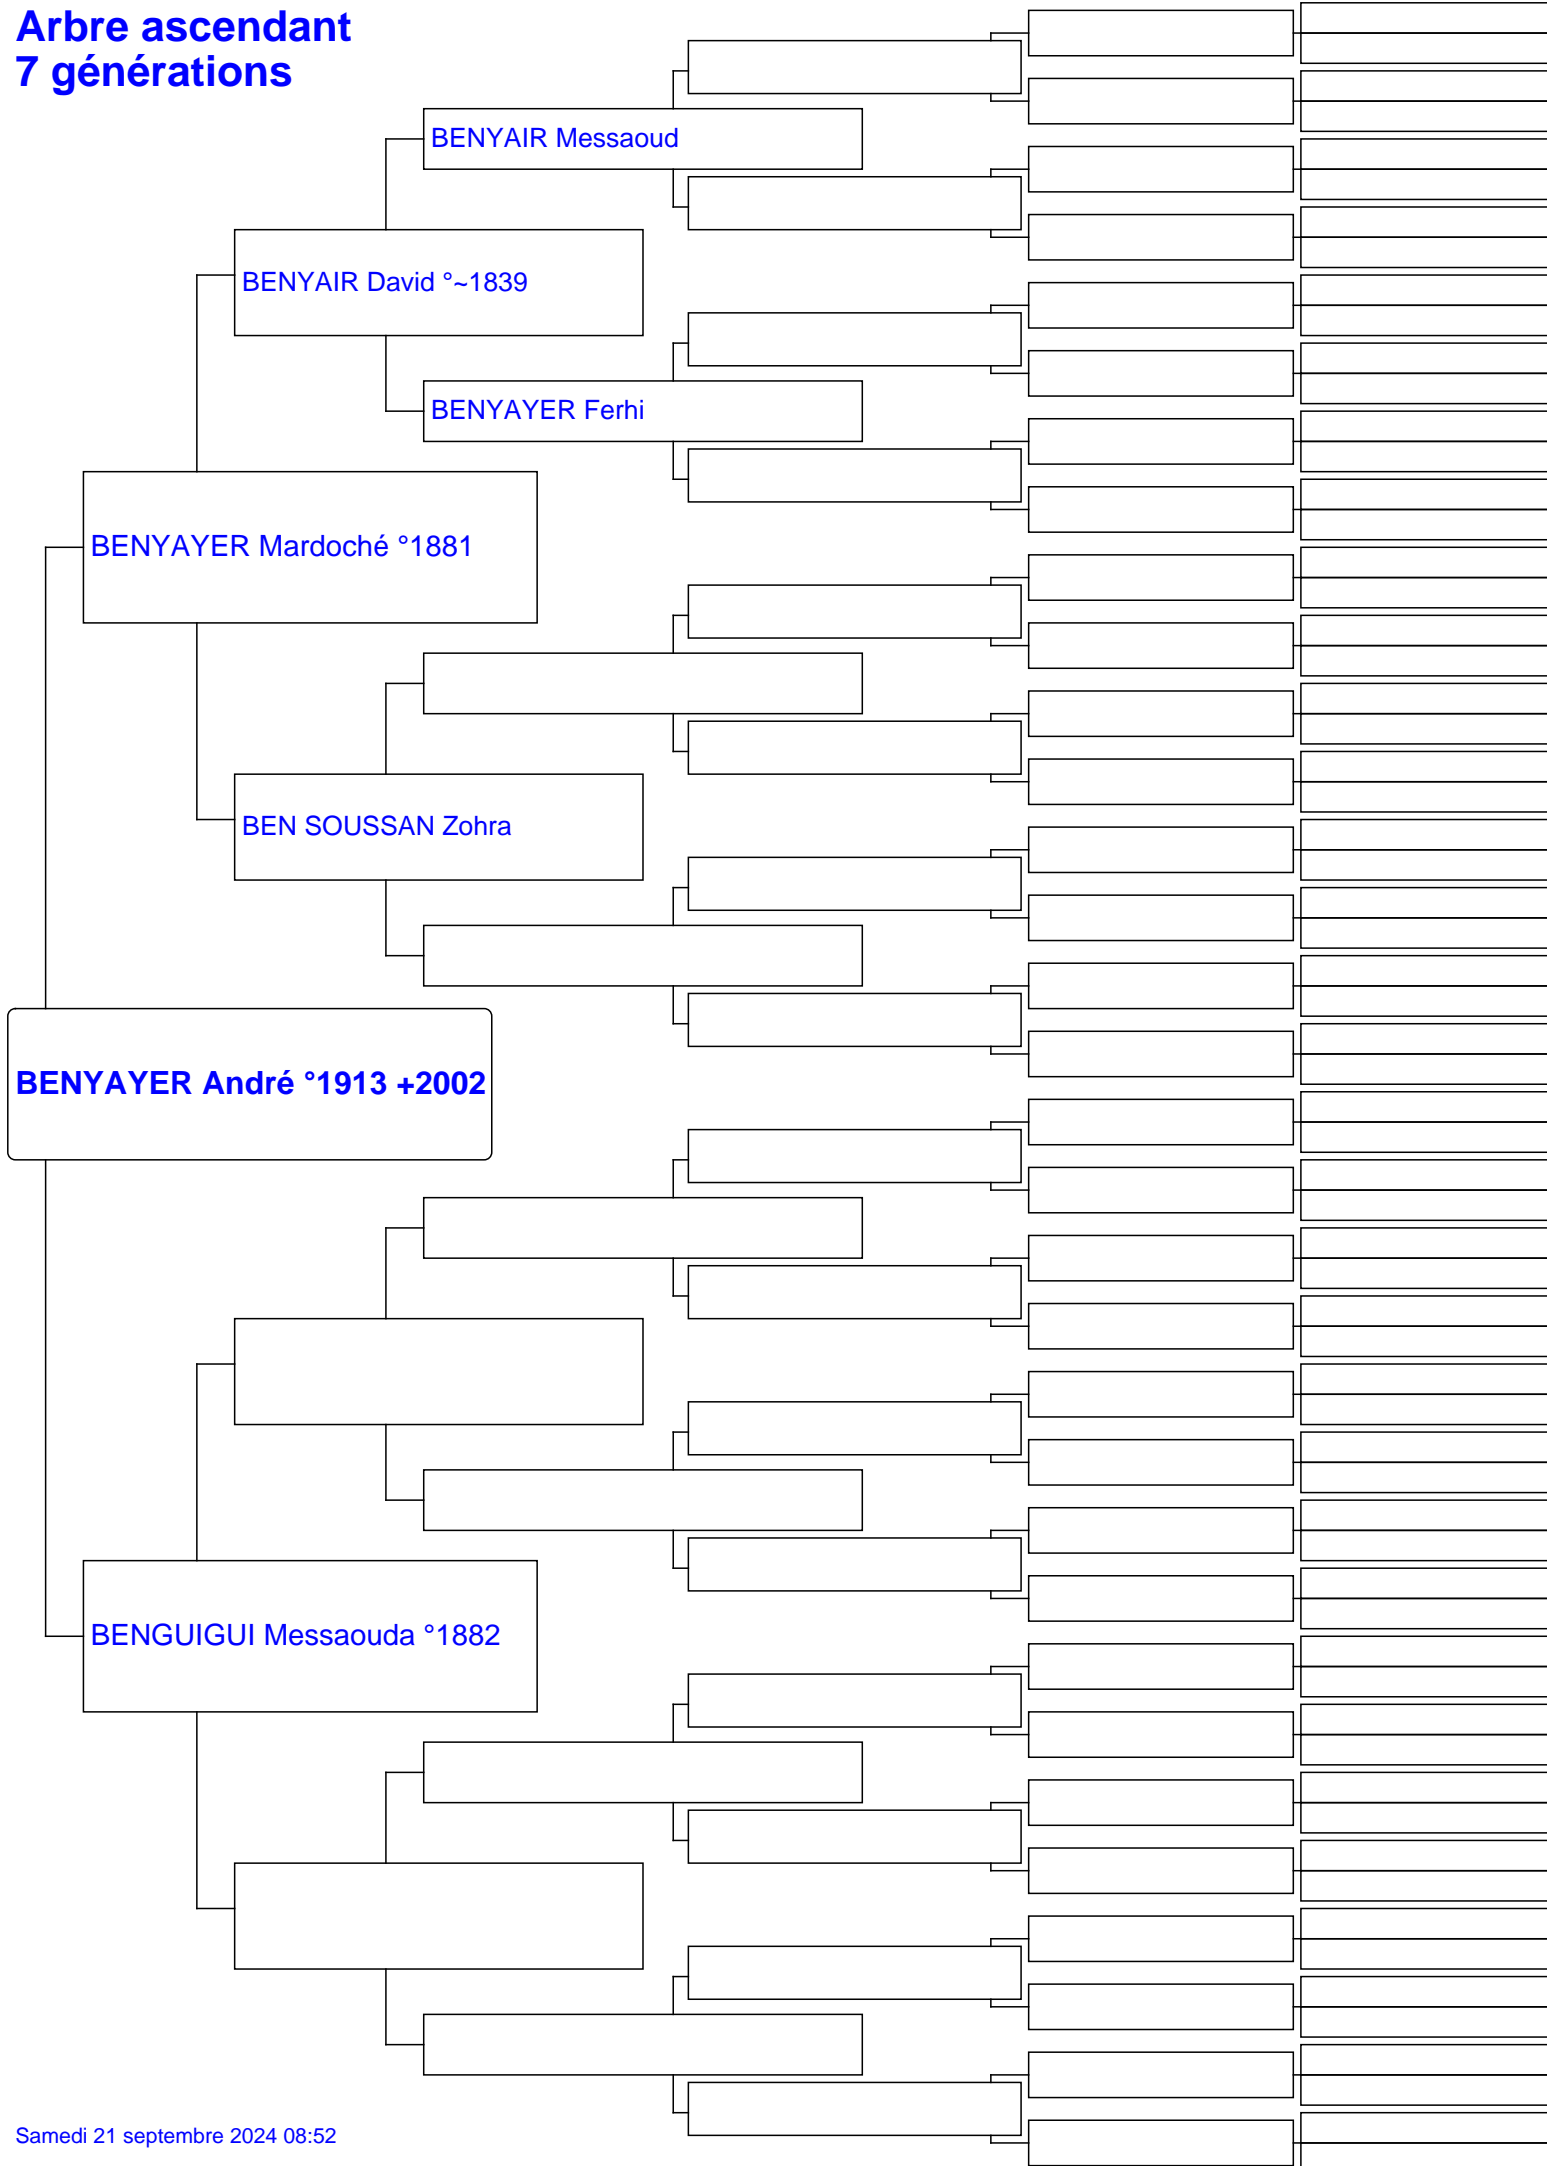 Arbre ascendant
7 générations
BENYAIR Messaoud
BENYAIR David °~1839
BENYAYER Ferhi
BENYAYER Mardoché °1881
BEN SOUSSAN Zohra
BENYAYER André °1913 +2002
BENGUIGUI Messaouda °1882
Samedi 21 septembre 2024 08:52